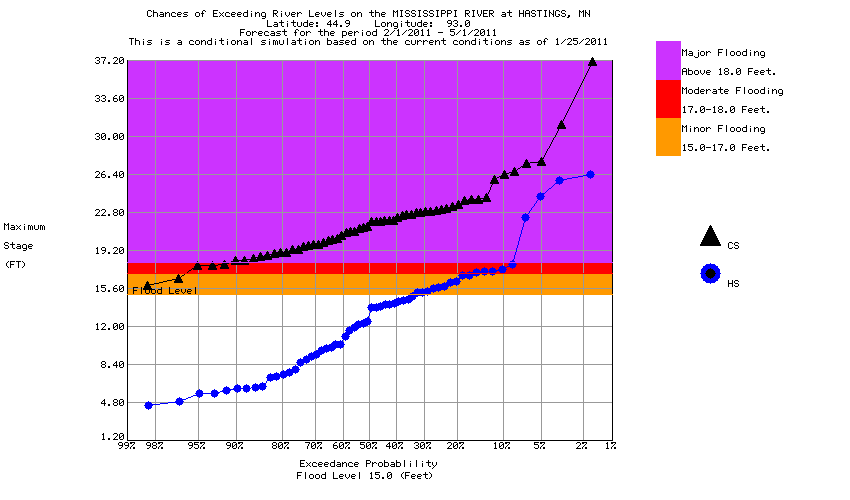 Chances of Exceeding River Levels on the MISSISSIPPI RIVER at HASTINGS, MN
Latitude: 44.9 Longitude: 93.0
Forecast for the period 2/1/2011 - 5/1/2011
This is a conditional simulation based on the current conditions as of 1/25/2011
37.20
33.60
30.00
26.40
22.80
19.20
15.60
12.00
8.40
4.80
1.20
Maximum
Stage
(FT)
Flood Level
99% 98% 95% 90% 80% 70% 60% 50% 40% 30% 20% 10% 5% 2% 1%
Exceedance Probability
Flood Level 15.0 (Feet)
Major Flooding
Above 18.0 Feet.
Moderate Flooding
17.0-18.0 Feet.
Minor Flooding
15.0-17.0 Feet.
CS
HS